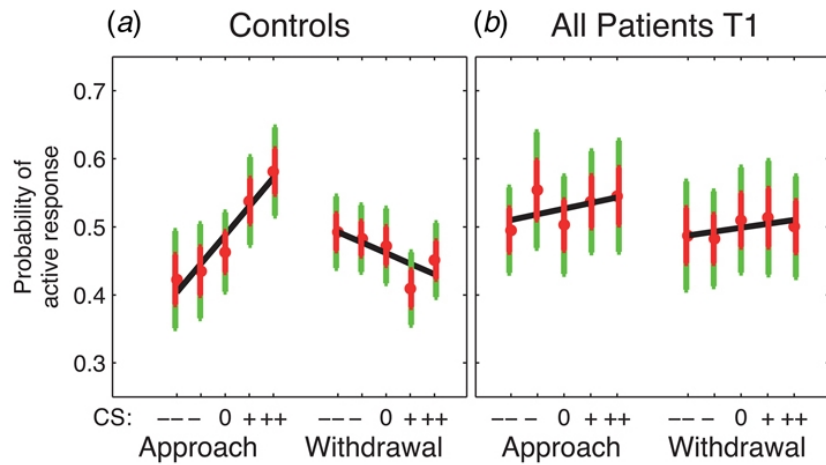 (a) Controls
(b) All Patients T1
Probability of
active response
0.7
0.6
0.5
0.4
0.3
CS: −− − 0 + ++ −− − 0 + ++
Approach Withdrawal
−− − 0 + ++ −− − 0 + ++
Approach Withdrawal